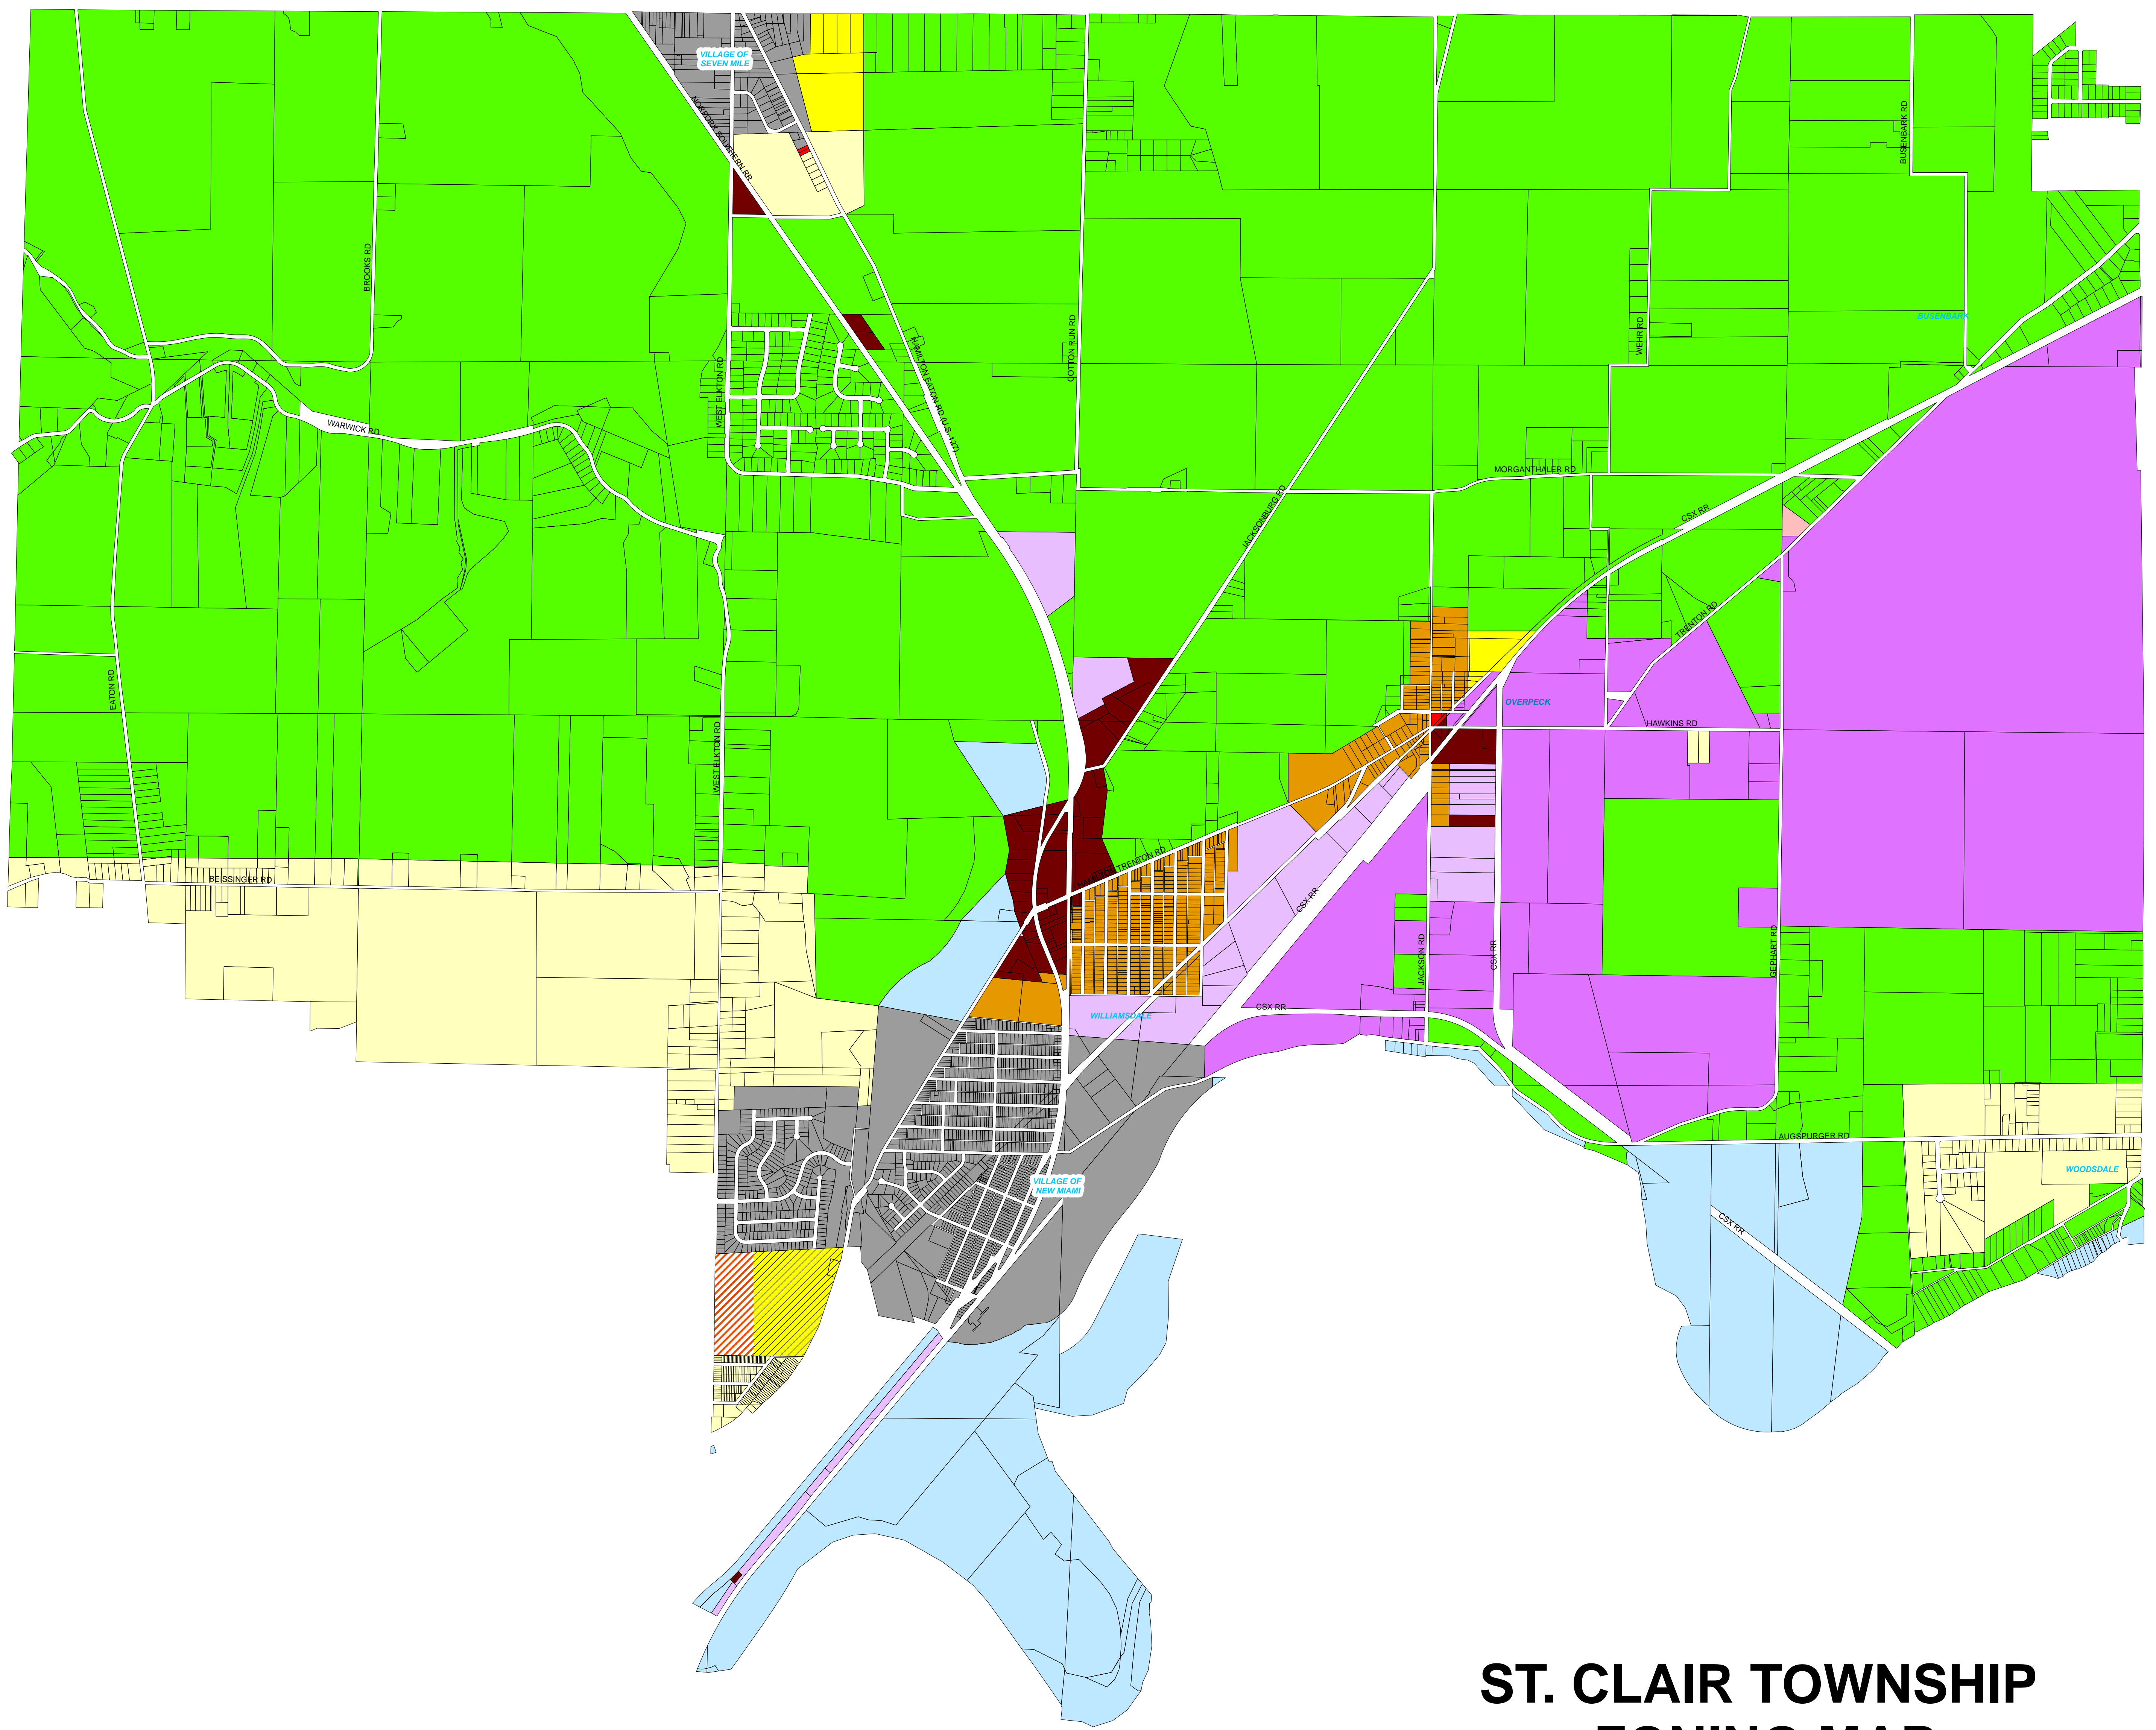 VILLAGE OF
SEVEN MILE
NORFORK SOUTHERN RR
BUSENBARK RD
BROOKS RD
BUSENBARK
COTTON RUN RD
WEHR RD
WEST ELKTON RD
HAMILTON EATON RD (U.S. 127)
WARWICK RD
MORGANTHALER RD
JACKSONBURG RD
CSX RR
TRENTON RD
EATON RD
OVERPECK
HAWKINS RD
WEST ELKTON RD
TRENTON RD
BEISSINGER RD
CSX RR
JACKSON RD
CSX RR
GEPHART RD
CSX RR
WILLIAMSDALE
AUGSPURGER RD
WOODSDALE
VILLAGE OF
NEW MIAMI
CSX RR
ST. CLAIR TOWNSHIP
ZONING MAP